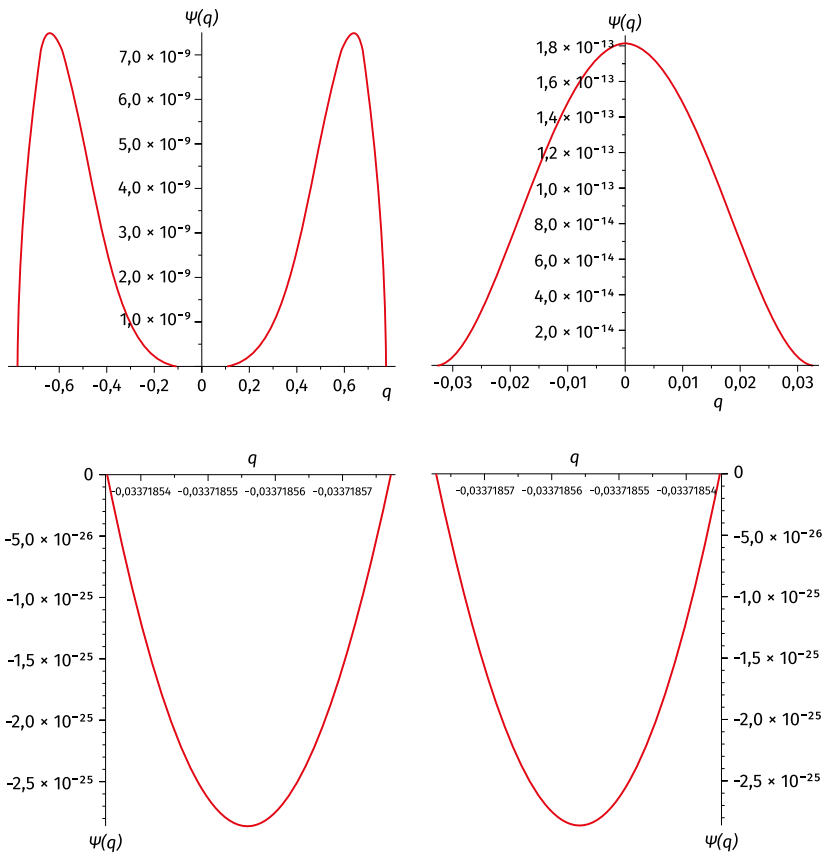 Ψ(q)
7,0 × 10⁻⁹
6,0 × 10⁻⁹
5,0 × 10⁻⁹
4,0 × 10⁻⁹
3,0 × 10⁻⁹
2,0 × 10⁻⁹
1,0 × 10⁻⁹
-0,6 -0,4 -0,2 0 0,2 0,4 0,6
q
Ψ(q)
1,8 × 10⁻¹³
1,6 × 10⁻¹³
1,4 × 10⁻¹³
1,2 × 10⁻¹³
1,0 × 10⁻¹³
8,0 × 10⁻¹⁴
6,0 × 10⁻¹⁴
4,0 × 10⁻¹⁴
2,0 × 10⁻¹⁴
-0,03 -0,02 -0,01 0 0,01 0,02 0,03
q
q
0
-0,03371854 -0,03371855 -0,03371856 -0,03371857
-5,0 × 10⁻²⁶
-1,0 × 10⁻²⁵
-1,5 × 10⁻²⁵
-2,0 × 10⁻²⁵
-2,5 × 10⁻²⁵
Ψ(q)
q
0
-0,03371857 -0,03371856 -0,03371855 -0,03371854
-5,0 × 10⁻²⁶
-1,0 × 10⁻²⁵
-1,5 × 10⁻²⁵
-2,0 × 10⁻²⁵
-2,5 × 10⁻²⁵
Ψ(q)